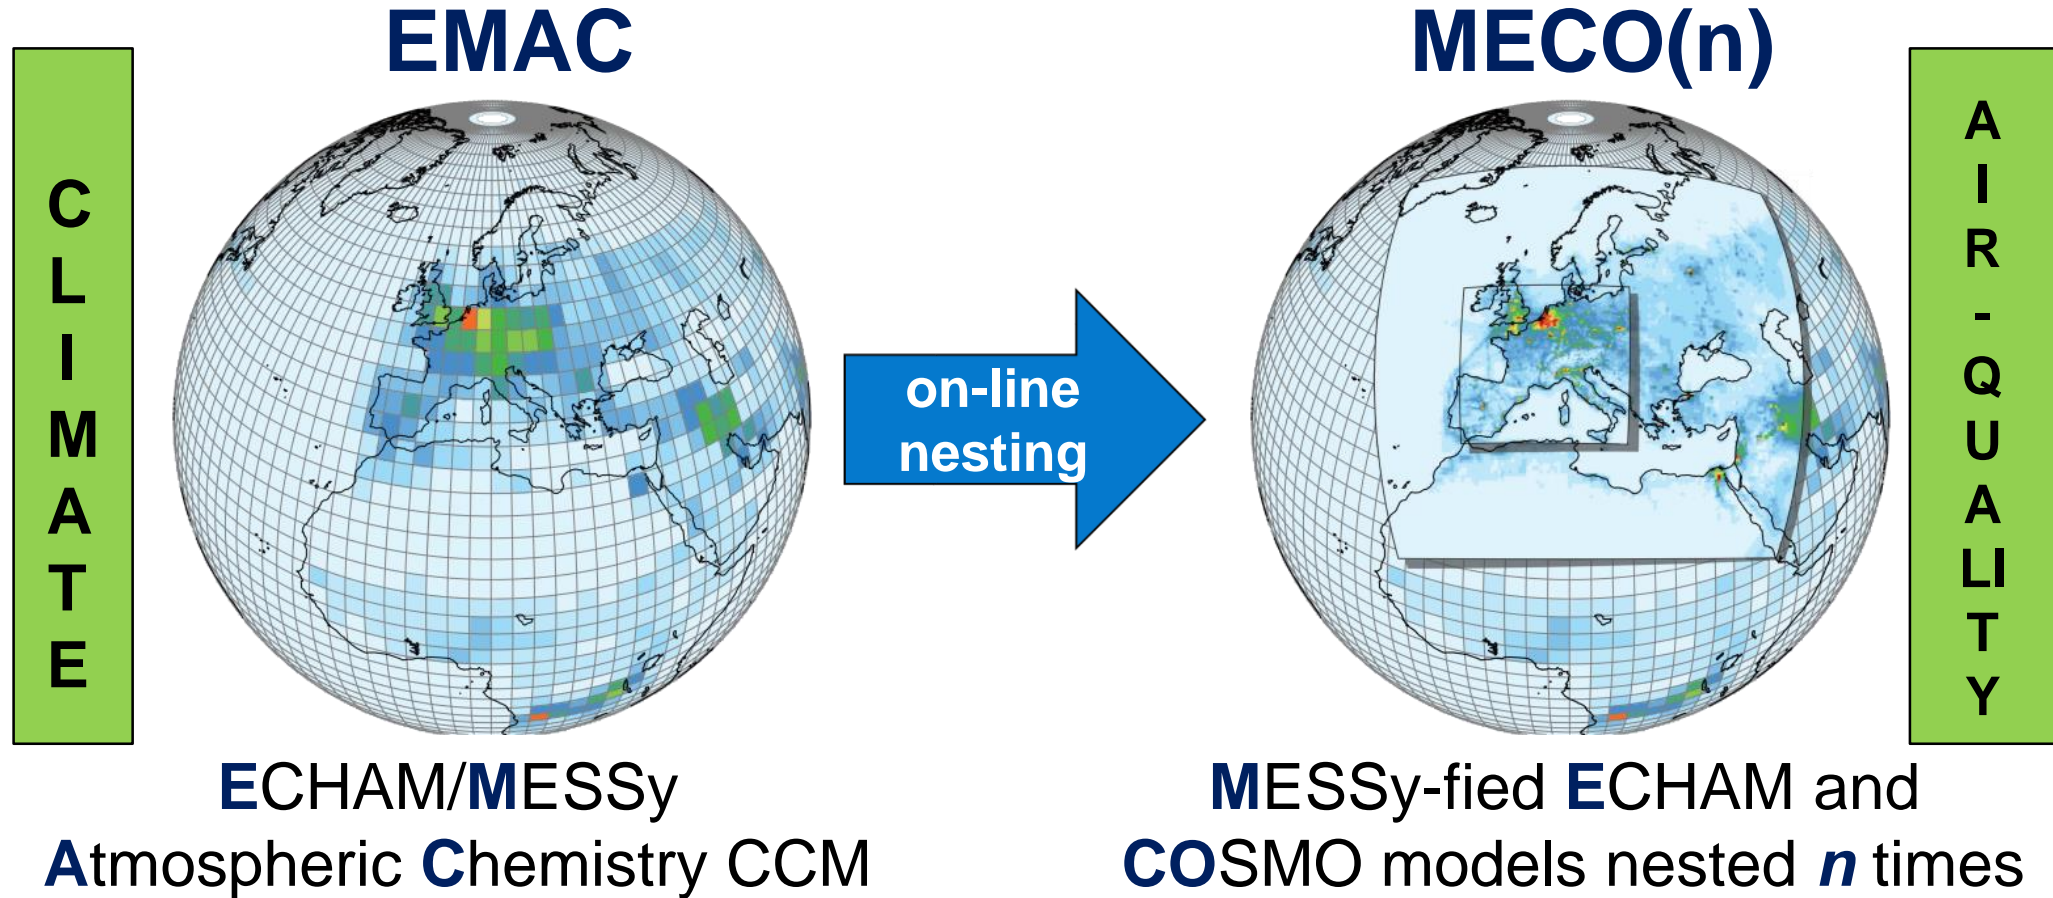 EMAC
MECO(n)
CLIMATE
on-line
nesting
AIR-QUALITY
ECHAM/MESSy
Atmospheric Chemistry CCM
MESSy-fied ECHAM and
COSMO models nested n times